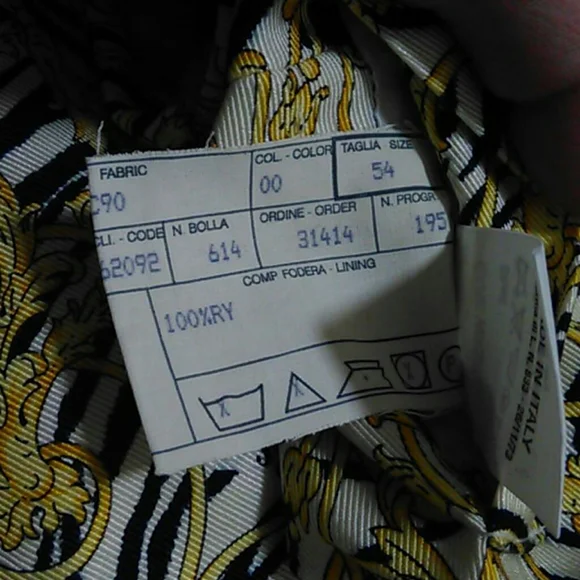 FABRIC
C90
COL - COLOR
00
TAGLIA SIZE
54
CLI. - CODE
62092
N. BOLLA
614
ORDINE - ORDER
31414
N. PROGR.
195
COMP FODERA - LINING
100%RY
MADE IN ITALY